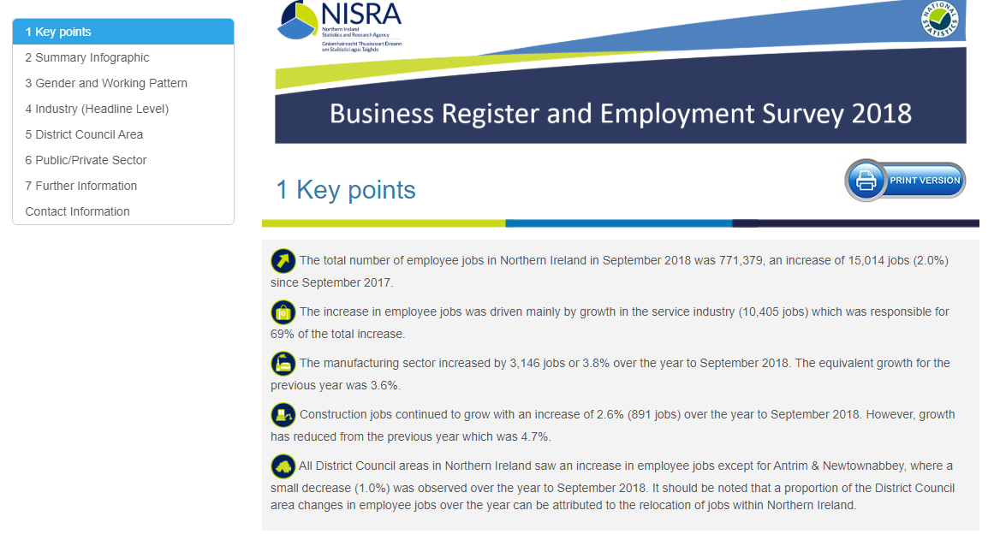 1 Key points
2 Summary Infographic
3 Gender and Working Pattern
4 Industry (Headline Level)
5 District Council Area
6 Public/Private Sector
7 Further Information
Contact Information
NISRA
Northern Ireland
Statistics and Research Agency
Gníomhaireacht Thuaisceart Éireann
um Staitisticí agus Taighde
NATIONAL STATISTICS
Business Register and Employment Survey 2018
1 Key points
PRINT VERSION
The total number of employee jobs in Northern Ireland in September 2018 was 771,379, an increase of 15,014 jobs (2.0%)
since September 2017.
The increase in employee jobs was driven mainly by growth in the service industry (10,405 jobs) which was responsible for
69% of the total increase.
The manufacturing sector increased by 3,146 jobs or 3.8% over the year to September 2018. The equivalent growth for the
previous year was 3.6%.
Construction jobs continued to grow with an increase of 2.6% (891 jobs) over the year to September 2018. However, growth
has reduced from the previous year which was 4.7%.
All District Council areas in Northern Ireland saw an increase in employee jobs except for Antrim & Newtownabbey, where a
small decrease (1.0%) was observed over the year to September 2018. It should be noted that a proportion of the District Council
area changes in employee jobs over the year can be attributed to the relocation of jobs within Northern Ireland.